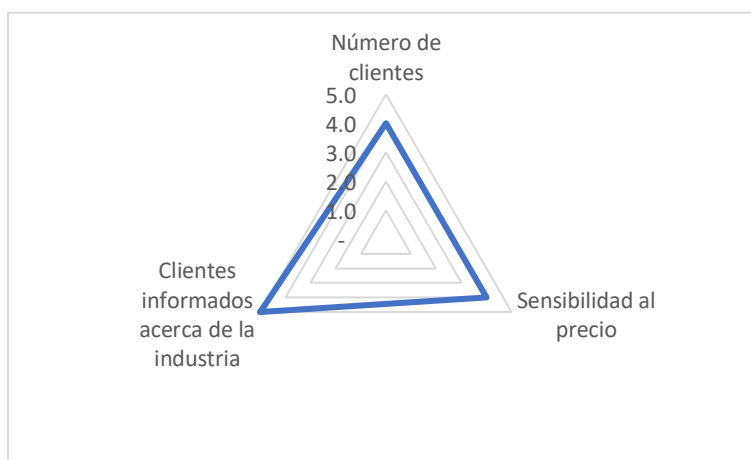 Número de
clientes
5.0
4.0
3.0
2.0
1.0
-
Clientes
informados
acerca de la
industria
Sensibilidad al
precio